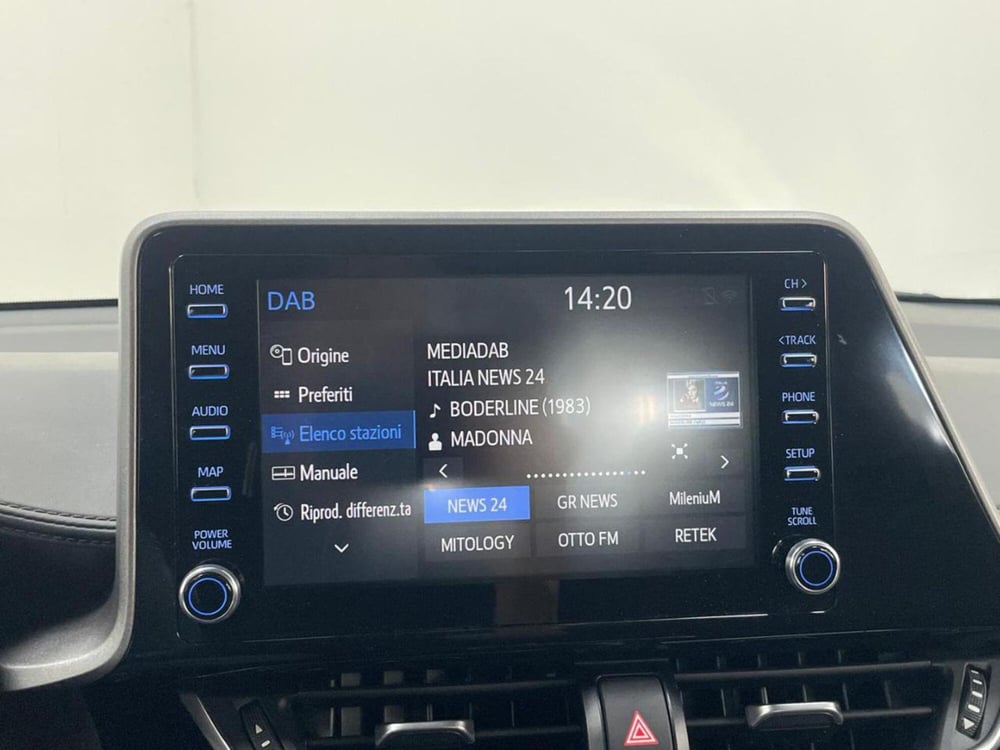 HOME
MENU
AUDIO
MAP
POWER
VOLUME
DAB
14:20
Origine
Preferiti
Elenco stazioni
Manuale
Riprod. differenz.ta
MEDIADAB
ITALIA NEWS 24
BODERLINE (1983)
MADONNA
NEWS 24
NEWS 24
GR NEWS
MileniuM
MITOLOGY
OTTO FM
RETEK
CH>
<TRACK
PHONE
SETUP
TUNE
SCROLL